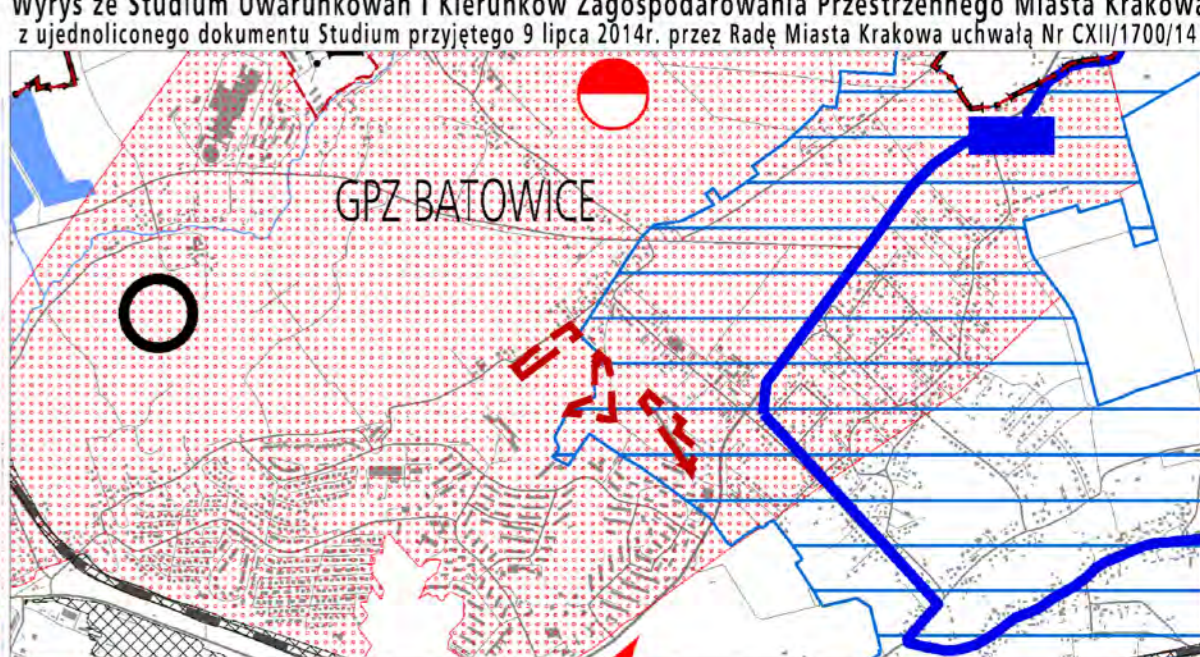 Wyrys ze Studium Uwarunkowań i Kierunków Zagospodarowania Przestrzennego Miasta Krakowa
z ujednoliconego dokumentu Studium przyjętego 9 lipca 2014r. przez Radę Miasta Krakowa uchwałą Nr CXII/1700/14
GPZ BATOWICE